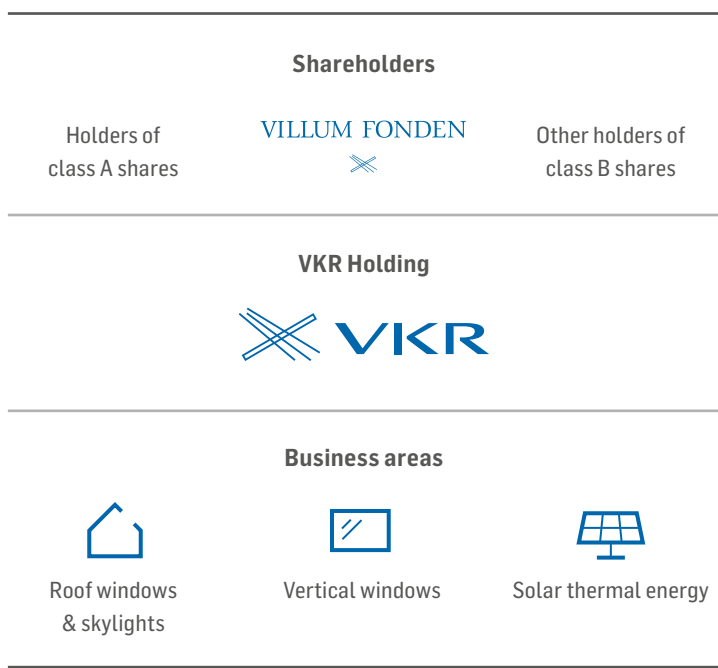 Shareholders
Holders of
class A shares
VILLUM FONDEN
Other holders of
class B shares
VKR Holding
VKR
Business areas
Roof windows
& skylights
Vertical windows
Solar thermal energy